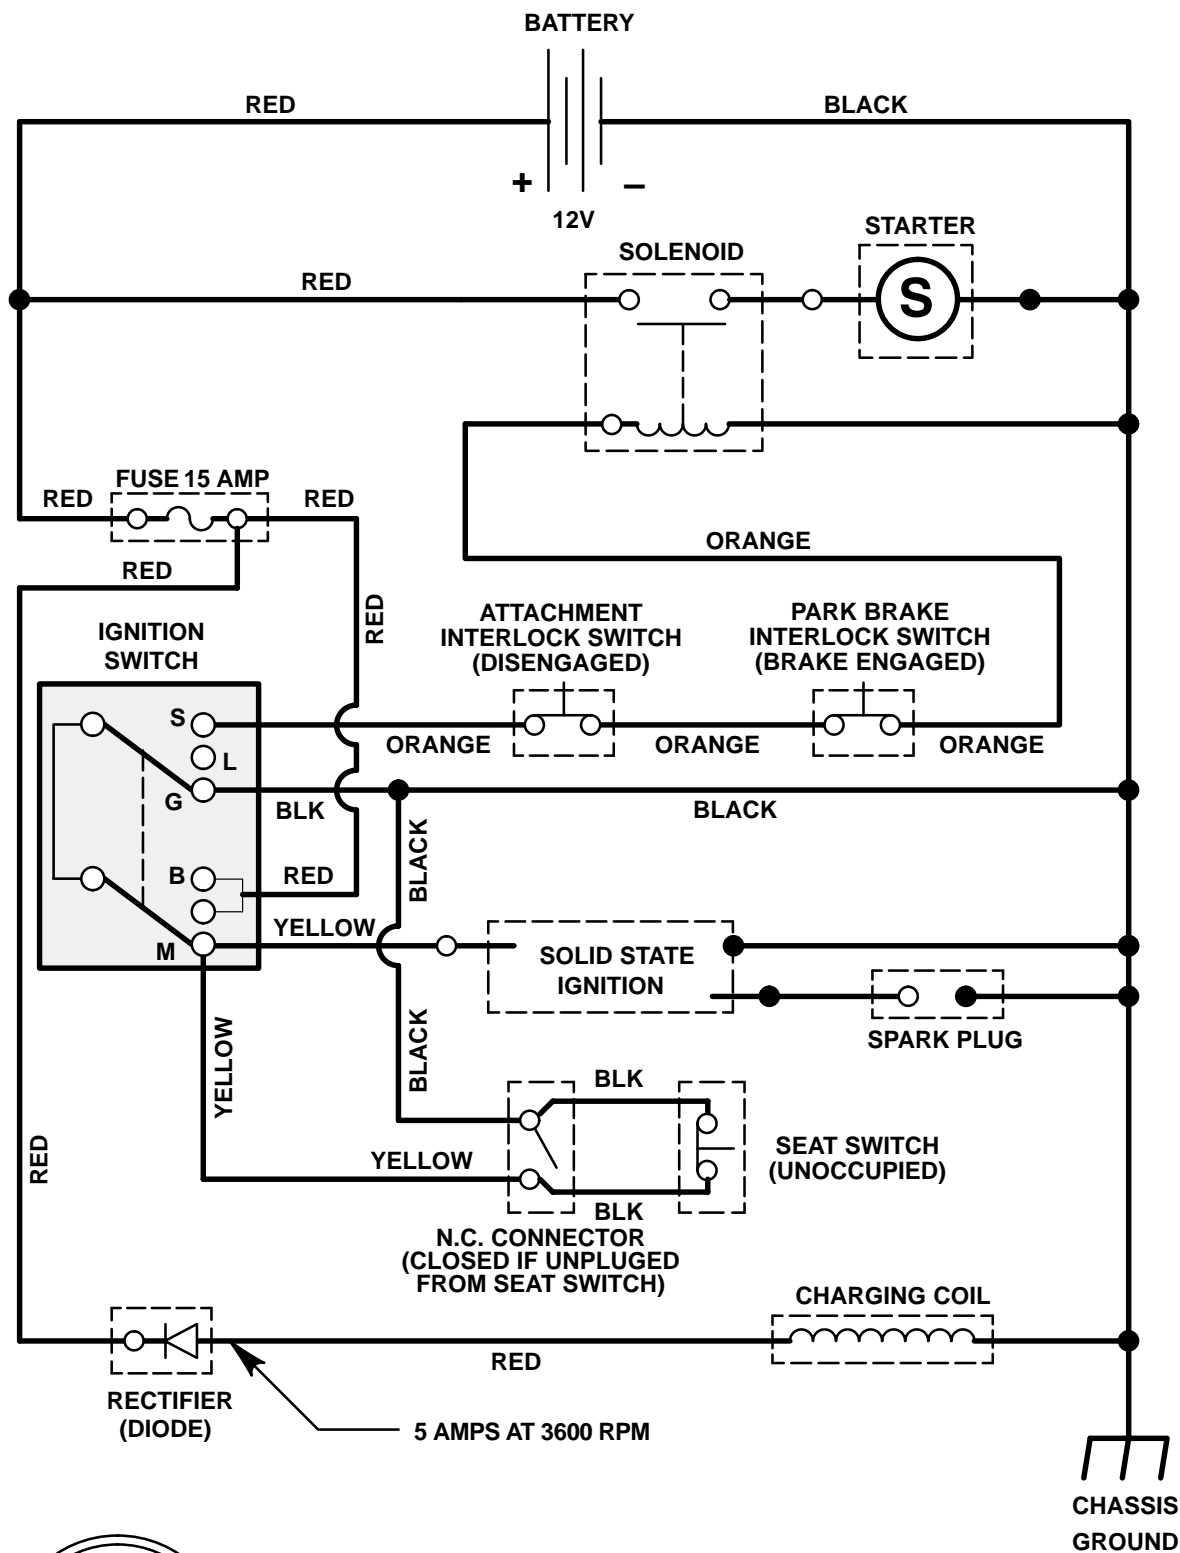 BATTERY
RED
BLACK
+
–
12V
SOLENOID
STARTER
RED
S
FUSE 15 AMP
RED
RED
RED
RED
ORANGE
IGNITION
SWITCH
ATTACHMENT
INTERLOCK SWITCH
(DISENGAGED)
PARK BRAKE
INTERLOCK SWITCH
(BRAKE ENGAGED)
S
L
G
B
M
ORANGE
ORANGE
ORANGE
BLK
BLACK
BLACK
RED
YELLOW
SOLID STATE
IGNITION
SPARK PLUG
YELLOW
BLACK
BLK
SEAT SWITCH
(UNOCCUPIED)
RED
YELLOW
BLK
N.C. CONNECTOR
(CLOSED IF UNPLUGED
FROM SEAT SWITCH)
CHARGING COIL
RED
RECTIFIER
(DIODE)
5 AMPS AT 3600 RPM
CHASSIS
GROUND